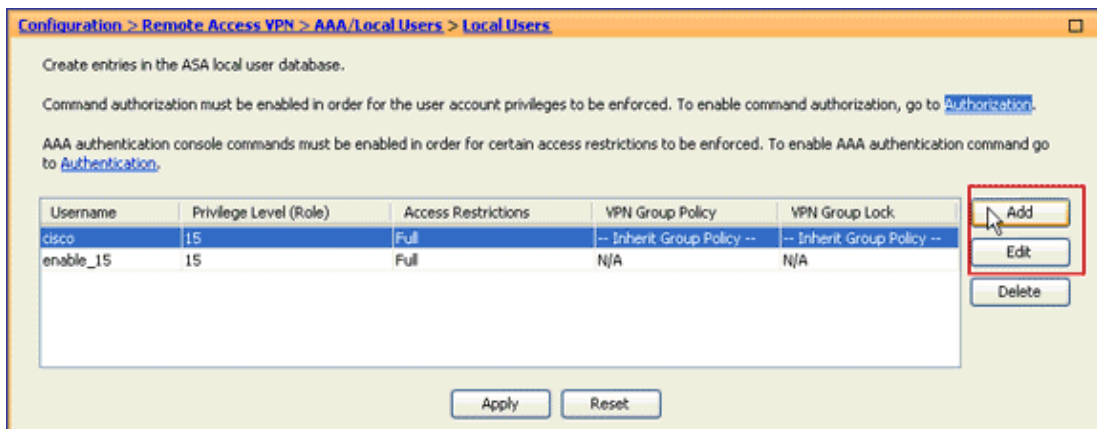 Configuration > Remote Access VPN > AAA/Local Users > Local Users
Create entries in the ASA local user database.
Command authorization must be enabled in order for the user account privileges to be enforced. To enable command authorization, go to Authorization.
AAA authentication console commands must be enabled in order for certain access restrictions to be enforced. To enable AAA authentication command go
to Authentication.
Username Privilege Level (Role) Access Restrictions VPN Group Policy VPN Group Lock
cisco 15 Full -- Inherit Group Policy -- -- Inherit Group Policy --
enable_15 15 Full N/A N/A
Add
Edit
Delete
Apply Reset